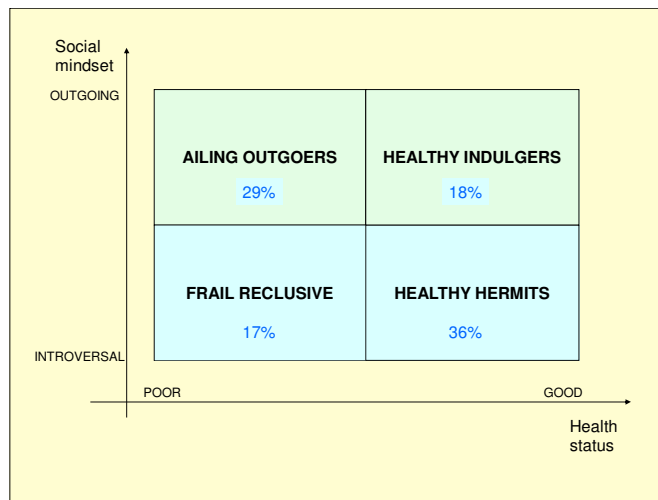 Social
mindset
OUTGOING
AILING OUTGOERS
HEALTHY INDULGERS
29%
18%
FRAIL RECLUSIVE
HEALTHY HERMITS
17%
36%
INTROVERSAL
POOR
GOOD
Health
status